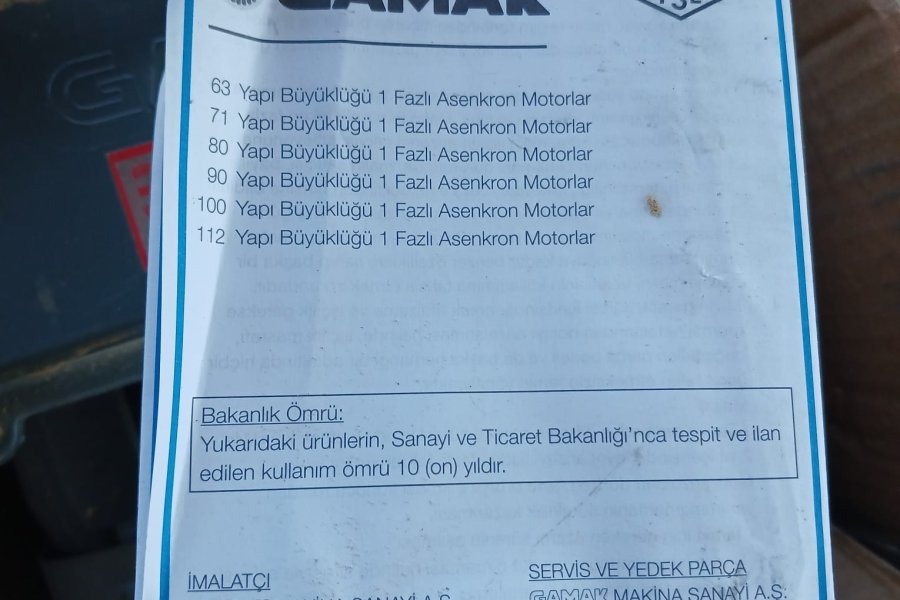 GAMAK
63 Yapı Büyüklüğü 1 Fazlı Asenkron Motorlar
71 Yapı Büyüklüğü 1 Fazlı Asenkron Motorlar
80 Yapı Büyüklüğü 1 Fazlı Asenkron Motorlar
90 Yapı Büyüklüğü 1 Fazlı Asenkron Motorlar
100 Yapı Büyüklüğü 1 Fazlı Asenkron Motorlar
112 Yapı Büyüklüğü 1 Fazlı Asenkron Motorlar
Bakanlık Ömrü:
Yukarıdaki ürünlerin, Sanayi ve Ticaret Bakanlığı'nca tespit ve ilan
edilen kullanım ömrü 10 (on) yıldır.
İMALATÇI
SERVİS VE YEDEK PARÇA
MAKİNA SANAYİ A.Ş.
GAMAK MAKİNA SANAYİ A.Ş.